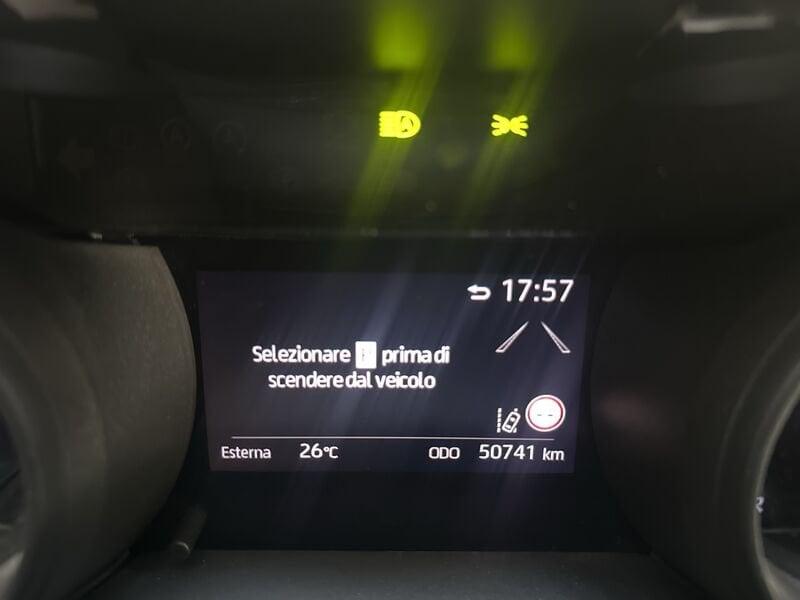 17:57
Selezionare P prima di
scendere dal veicolo
--
Esterna 26°C ODO 50741 km